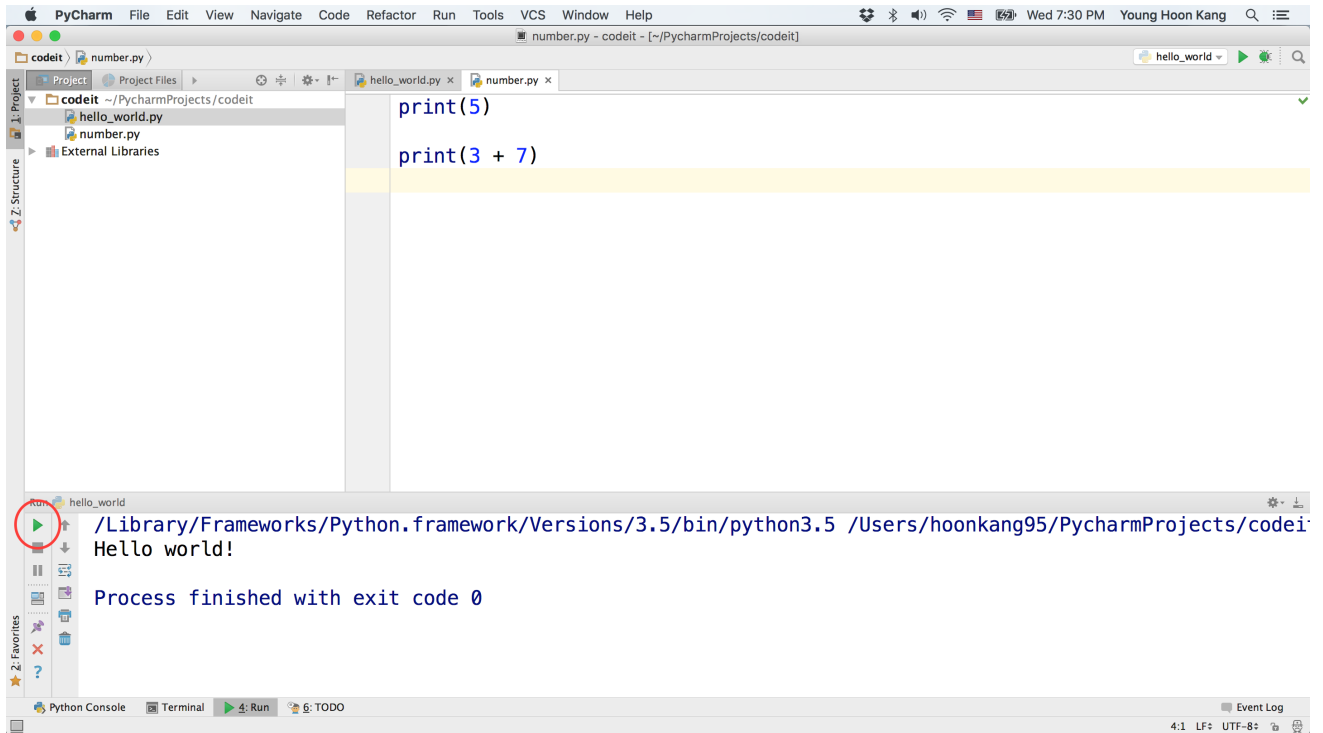 PyCharm File Edit View Navigate Code Refactor Run Tools VCS Window Help Wed 7:30 PM Young Hoon Kang
number.py - codeit - [~/PycharmProjects/codeit]
codeit number.py hello_world
1: Project
Project Project Files
hello_world.py number.py
codeit ~/PycharmProjects/codeit
hello_world.py
number.py
External Libraries
Z: Structure
print(5)
print(3 + 7)
Run hello_world
/Library/Frameworks/Python.framework/Versions/3.5/bin/python3.5 /Users/hoonkang95/PycharmProjects/codeit
Hello world!
Process finished with exit code 0
2: Favorites
Python Console Terminal 4: Run 6: TODO Event Log
4:1 LF UTF-8